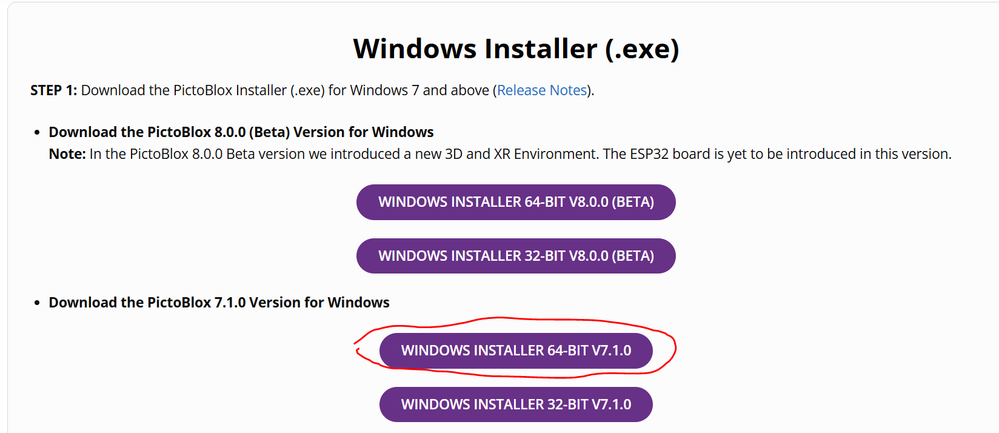 Windows Installer (.exe)
STEP 1: Download the PictoBlox Installer (.exe) for Windows 7 and above (Release Notes).
• Download the PictoBlox 8.0.0 (Beta) Version for Windows
Note: In the PictoBlox 8.0.0 Beta version we introduced a new 3D and XR Environment. The ESP32 board is yet to be introduced in this version.
WINDOWS INSTALLER 64-BIT V8.0.0 (BETA)
WINDOWS INSTALLER 32-BIT V8.0.0 (BETA)
• Download the PictoBlox 7.1.0 Version for Windows
WINDOWS INSTALLER 64-BIT V7.1.0
WINDOWS INSTALLER 32-BIT V7.1.0